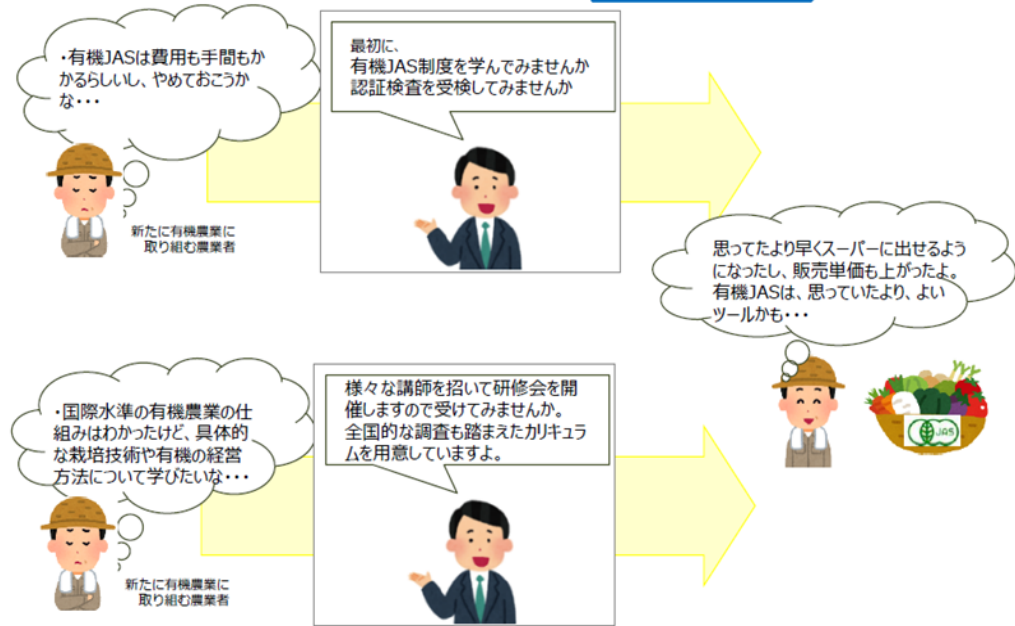 ・有機JASは費用も手間もか
かるらしいし、やめておこうか
な・・・
新たに有機農業に
取り組む農業者
最初に、
有機JAS制度を学んでみませんか
認証検査を受検してみませんか
思ってたより早くスーパーに出せるよう
になったし、販売単価も上がったよ。
有機JASは、思っていたより、よい
ツールかも・・・
JAS
・国際水準の有機農業の仕
組みはわかったけど、具体的
な栽培技術や有機の経営
方法について学びたいな・・・
新たに有機農業に
取り組む農業者
様々な講師を招いて研修会を開
催しますので受けてみませんか。
全国的な調査も踏まえたカリキュラ
ムを用意していますよ。